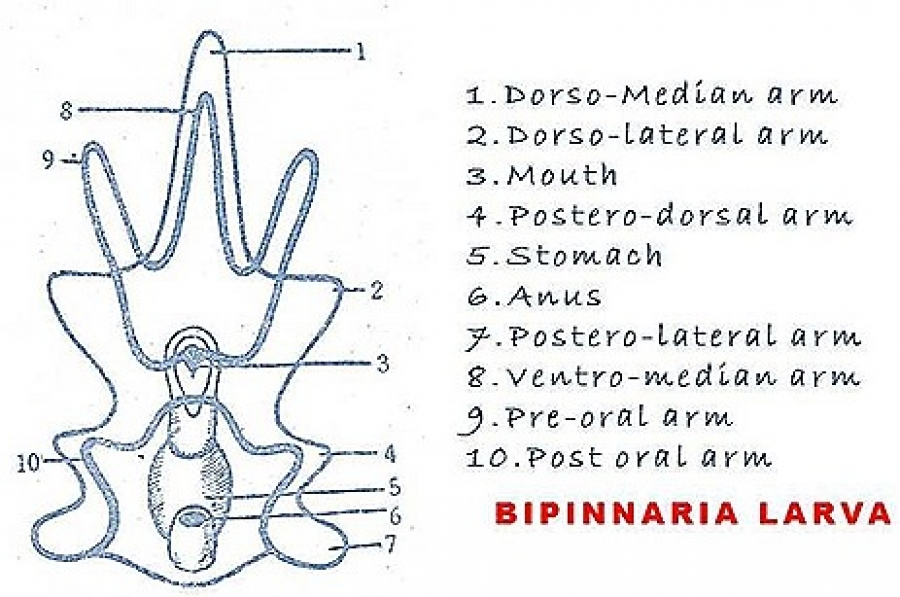 1
8
9
2
3
10
4
5
6
7
1. Dorso-Median arm
2. Dorso-lateral arm
3. Mouth
4. Postero-dorsal arm
5. Stomach
6. Anus
7. Postero-lateral arm
8. Ventro-median arm
9. Pre-oral arm
10. Post oral arm
BIPINNARIA LARVA